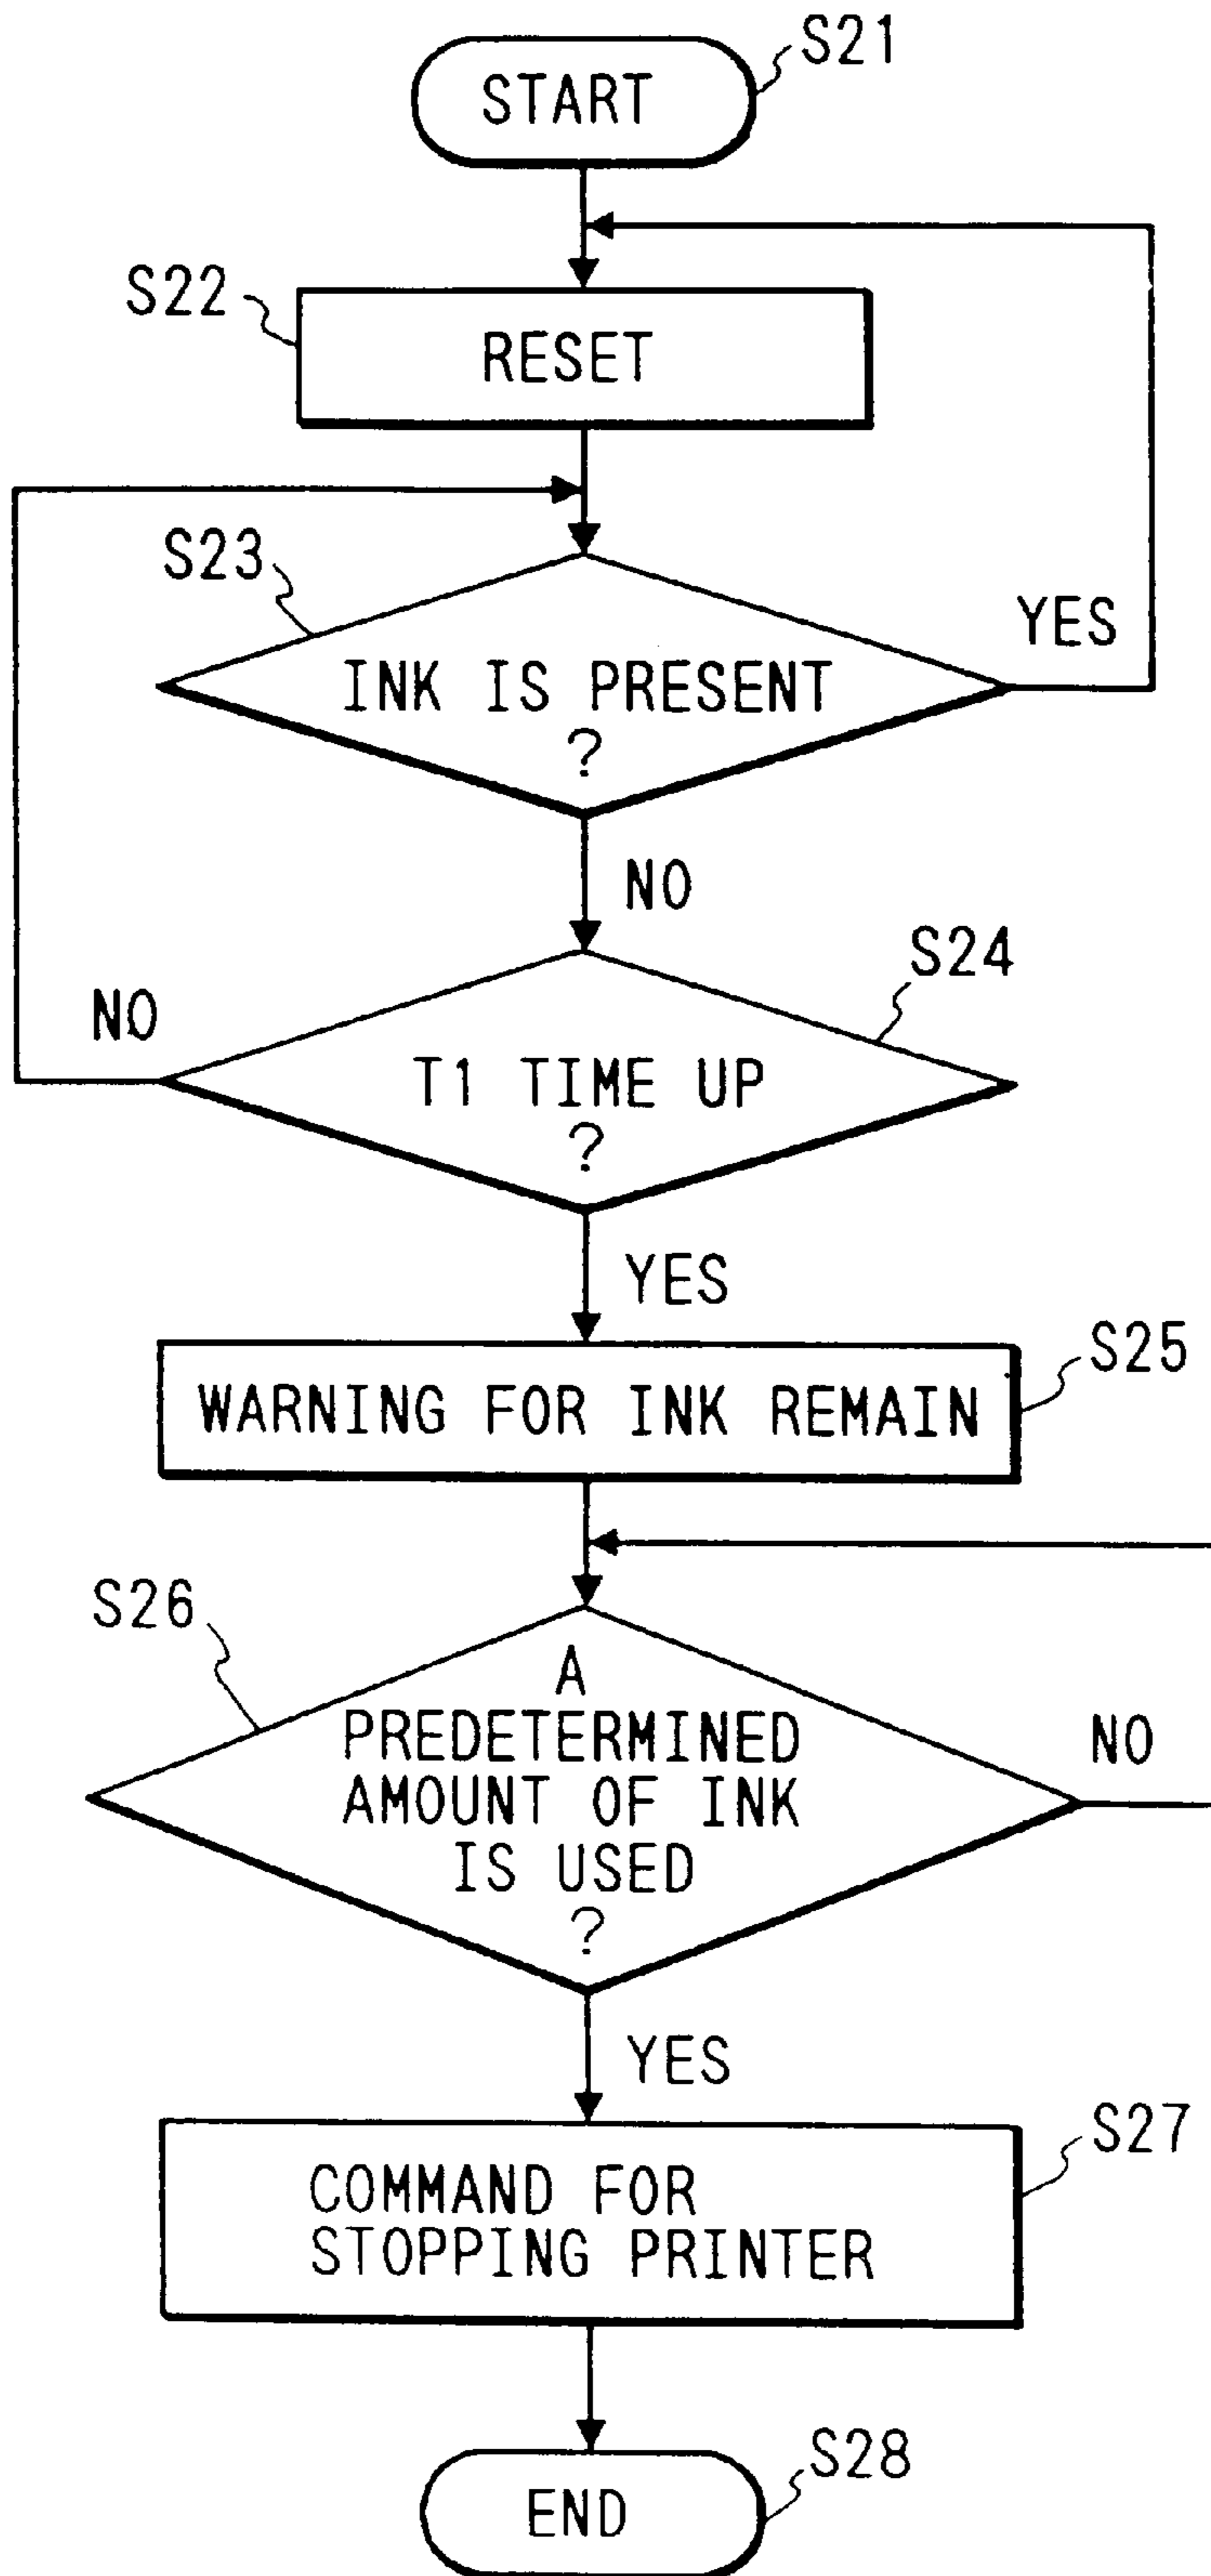 START
S21
S22
RESET
S23
INK IS PRESENT
?
YES
NO
S24
NO
T1 TIME UP
?
YES
WARNING FOR INK REMAIN
S25
S26
A
PREDETERMINED
AMOUNT OF INK
IS USED
?
NO
YES
COMMAND FOR
STOPPING PRINTER
S27
END
S28